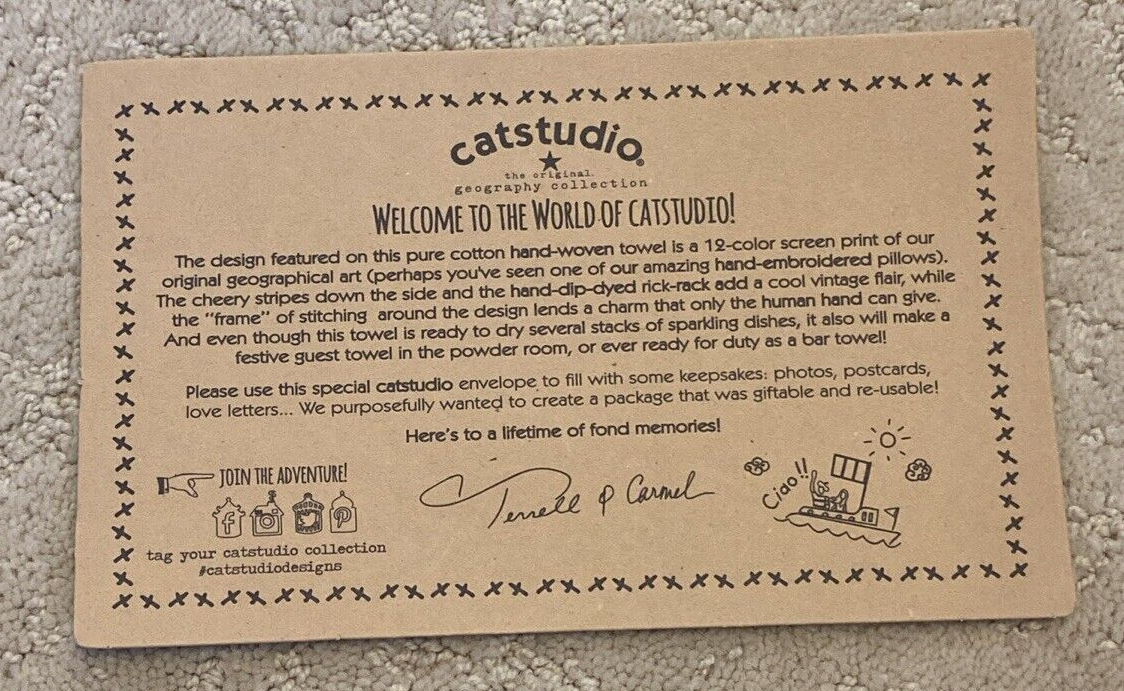 catstudio®
the original.
geography collection
WELCOME TO THE WORLD OF CATSTUDIO!
The design featured on this pure cotton hand-woven towel is a 12-color screen print of our
original geographical art (perhaps you've seen one of our amazing hand-embroidered pillows).
The cheery stripes down the side and the hand-dip-dyed rick-rack add a cool vintage flair, while
the "frame" of stitching around the design lends a charm that only the human hand can give.
And even though this towel is ready to dry several stacks of sparkling dishes, it also will make a
festive guest towel in the powder room, or ever ready for duty as a bar towel!
Please use this special catstudio envelope to fill with some keepsakes: photos, postcards,
love letters... We purposefully wanted to create a package that was giftable and re-usable!
Here's to a lifetime of fond memories!
JOIN THE ADVENTURE!
tag your catstudio collection
#catstudiodesigns
Terrell & Carmel
Ciao!!